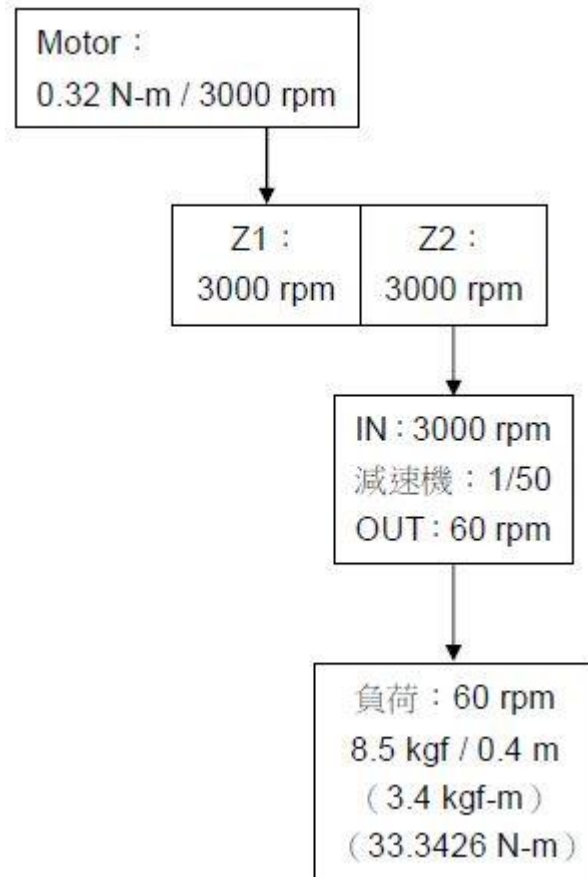 Motor：
0.32 N-m / 3000 rpm
Z1：
3000 rpm
Z2：
3000 rpm
IN：3000 rpm
減速機：1/50
OUT：60 rpm
負荷：60 rpm
8.5 kgf / 0.4 m
（3.4 kgf-m）
（33.3426 N-m）